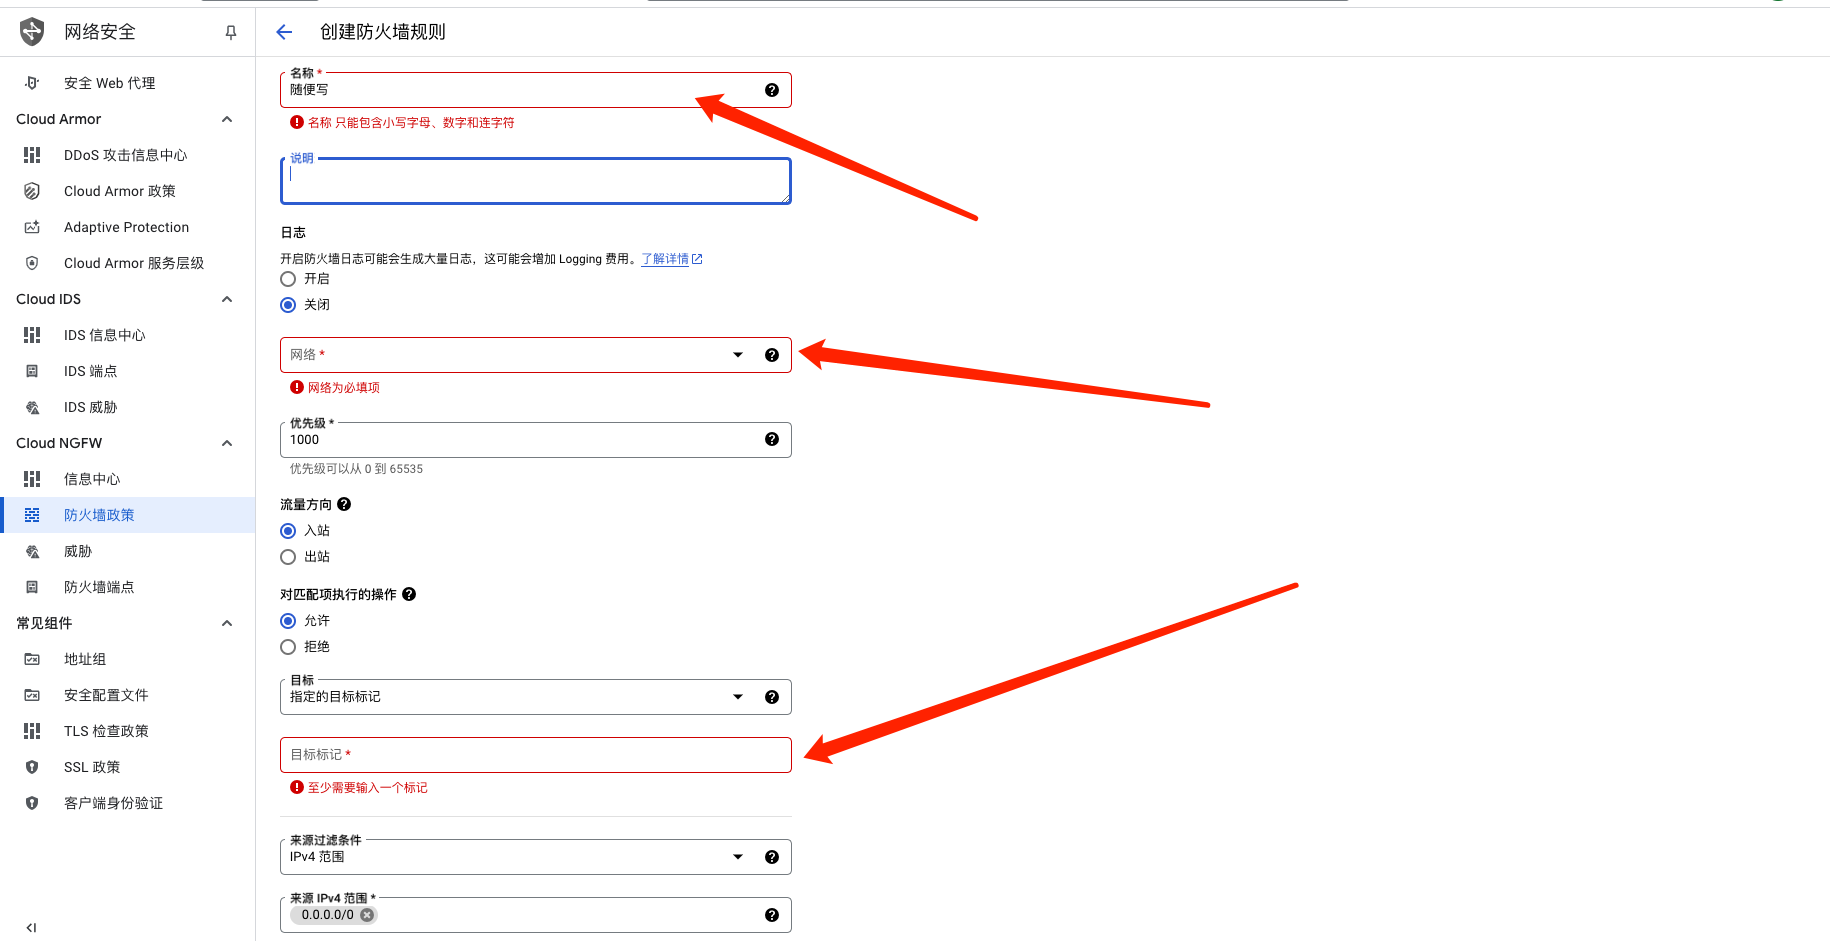 网络安全
创建防火墙规则
安全 Web 代理
Cloud Armor
DDoS 攻击信息中心
Cloud Armor 政策
Adaptive Protection
Cloud Armor 服务层级
Cloud IDS
IDS 信息中心
IDS 端点
IDS 威胁
Cloud NGFW
信息中心
防火墙政策
威胁
防火墙端点
常见组件
地址组
安全配置文件
TLS 检查政策
SSL 政策
客户端身份验证
名称 *
随便写
名称 只能包含小写字母、数字和连字符
说明
日志
开启防火墙日志可能会生成大量日志，这可能会增加 Logging 费用。了解详情
开启
关闭
网络 *
网络为必填项
优先级 *
1000
优先级可以从 0 到 65535
流量方向
入站
出站
对匹配项执行的操作
允许
拒绝
目标
指定的目标标记
目标标记 *
至少需要输入一个标记
来源过滤条件
IPv4 范围
来源 IPv4 范围 *
0.0.0.0/0